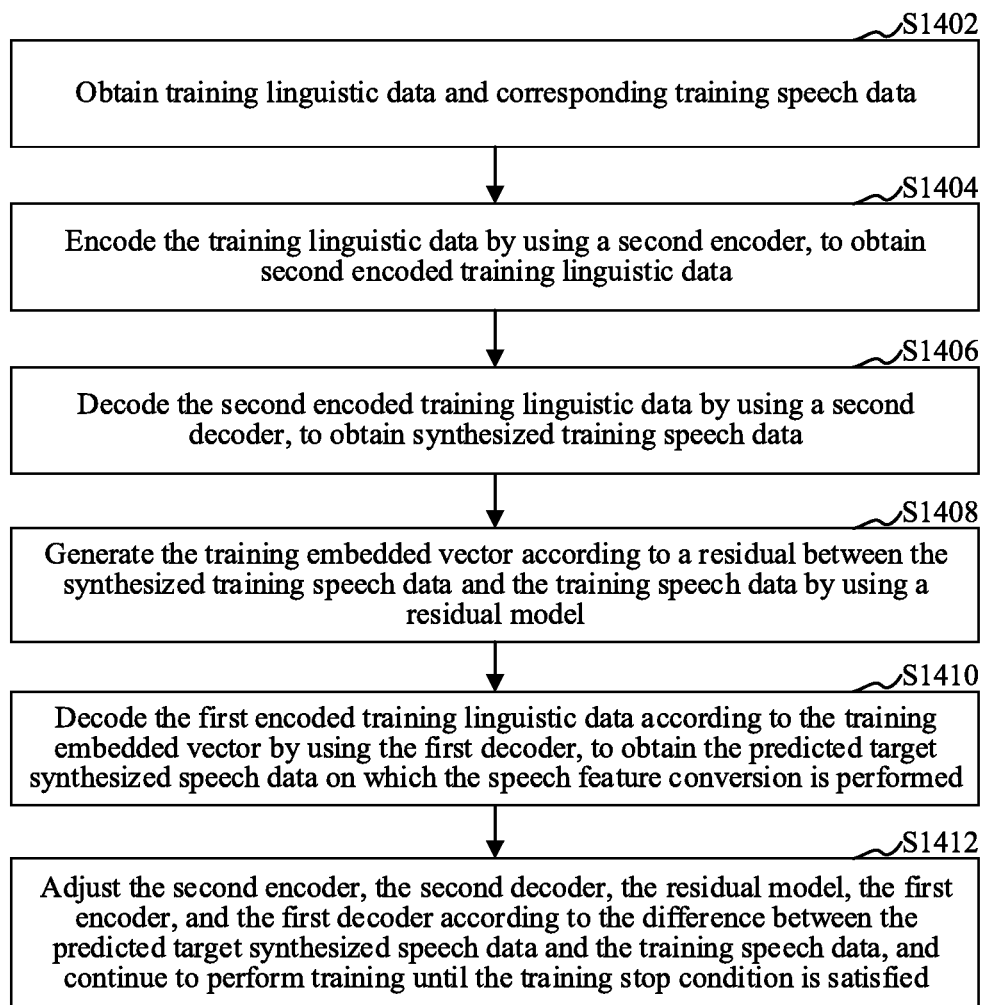 S1402
Obtain training linguistic data and corresponding training speech data
S1404
Encode the training linguistic data by using a second encoder, to obtain
second encoded training linguistic data
S1406
Decode the second encoded training linguistic data by using a second
decoder, to obtain synthesized training speech data
S1408
Generate the training embedded vector according to a residual between the
synthesized training speech data and the training speech data by using a
residual model
S1410
Decode the first encoded training linguistic data according to the training
embedded vector by using the first decoder, to obtain the predicted target
synthesized speech data on which the speech feature conversion is performed
S1412
Adjust the second encoder, the second decoder, the residual model, the first
encoder, and the first decoder according to the difference between the
predicted target synthesized speech data and the training speech data, and
continue to perform training until the training stop condition is satisfied